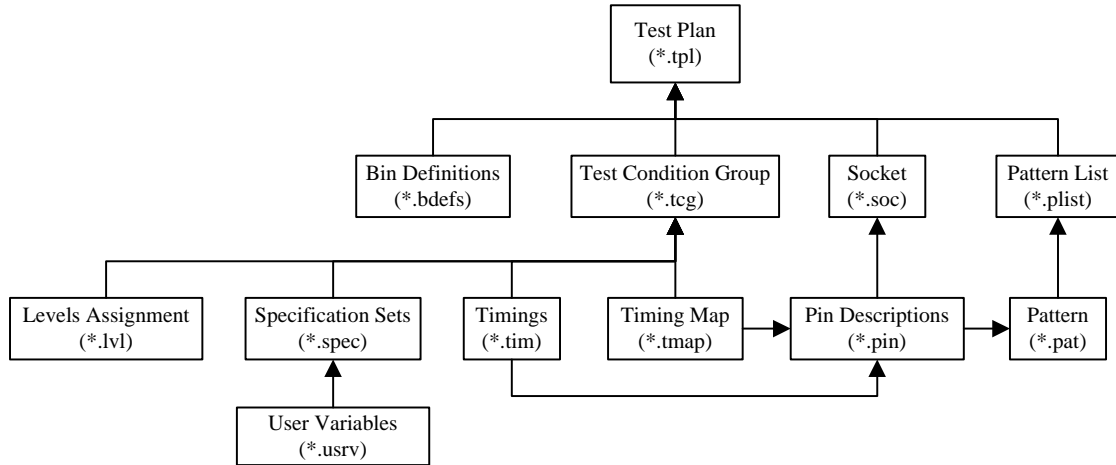 Test Plan
(*.tpl)
Bin Definitions
(*.bdefs)
Test Condition Group
(*.tcg)
Socket
(*.soc)
Pattern List
(*.plist)
Levels Assignment
(*.lvl)
Specification Sets
(*.spec)
Timings
(*.tim)
Timing Map
(*.tmap)
Pin Descriptions
(*.pin)
Pattern
(*.pat)
User Variables
(*.usrv)